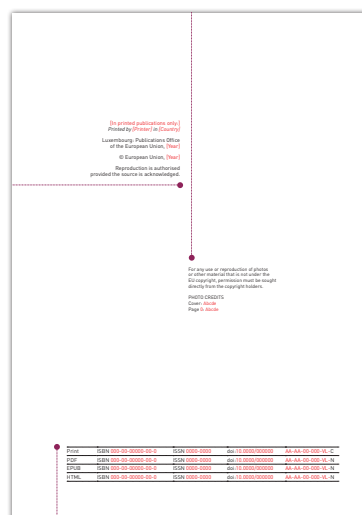 [In printed publications only:]
Printed by [Printer] in [Country]
Luxembourg: Publications Office
of the European Union, [Year]
© European Union, [Year]
Reproduction is authorised
provided the source is acknowledged.
For any use or reproduction of photos
or other material that is not under the
EU copyright, permission must be sought
directly from the copyright holders.
PHOTO CREDITS
Cover: Abcde
Page 0: Abcde
Print ISBN 000-00-00000-00-0 ISSN 0000-0000 doi:10.0000/000000 AA-AA-00-000-VL-C
PDF ISBN 000-00-00000-00-0 ISSN 0000-0000 doi:10.0000/000000 AA-AA-00-000-VL-N
EPUB ISBN 000-00-00000-00-0 ISSN 0000-0000 doi:10.0000/000000 AA-AA-00-000-VL-N
HTML ISBN 000-00-00000-00-0 ISSN 0000-0000 doi:10.0000/000000 AA-AA-00-000-VL-N